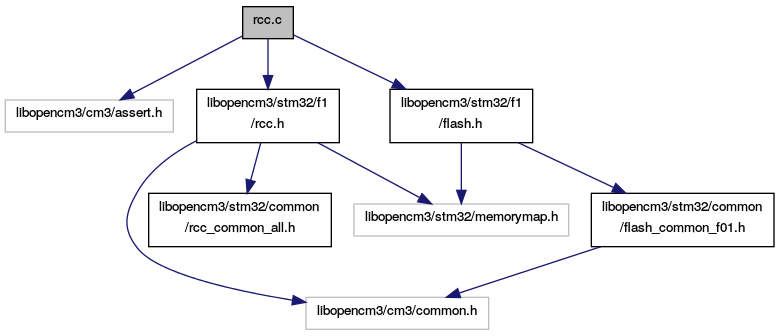 rcc.c
libopencm3/cm3/assert.h
libopencm3/stm32/f1
/rcc.h
libopencm3/stm32/f1
/flash.h
libopencm3/stm32/common
/rcc_common_all.h
libopencm3/stm32/memorymap.h
libopencm3/stm32/common
/flash_common_f01.h
libopencm3/cm3/common.h